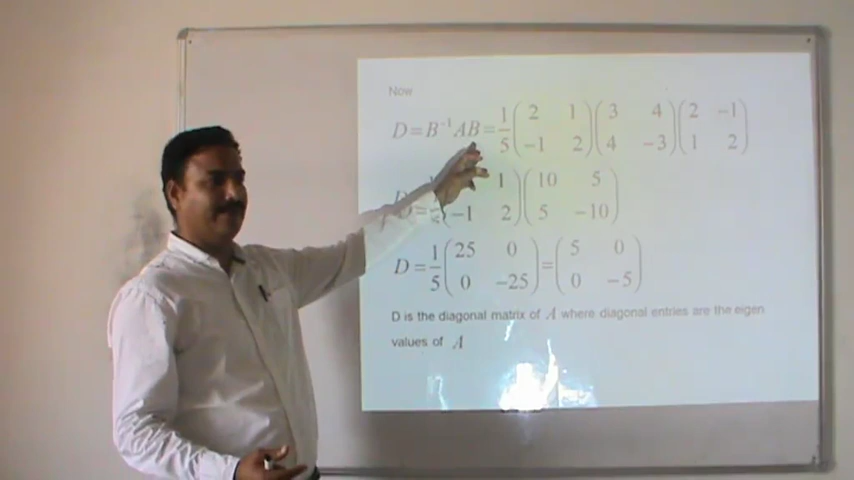 Now
D = B⁻¹ AB = 1/5 (2 1; −1 2) (3 4; 4 −3) (2 −1; 1 2)
D = 1; −1 2) (10 5; 5 −10)
D = 1/5 (25 0; 0 −25) = (5 0; 0 −5)
D is the diagonal matrix of A where diagonal entries are the eigen
values of A